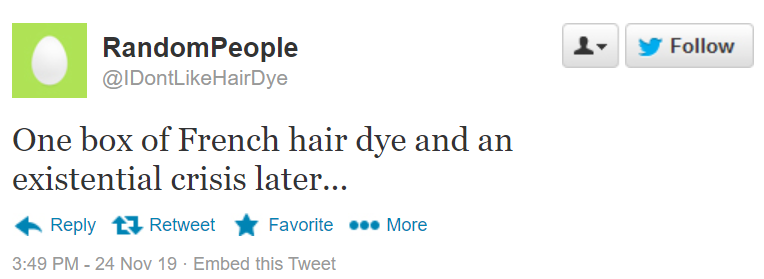 RandomPeople
@IDontLikeHairDye
Follow
One box of French hair dye and an
existential crisis later...
Reply Retweet Favorite More
3:49 PM - 24 Nov 19 · Embed this Tweet